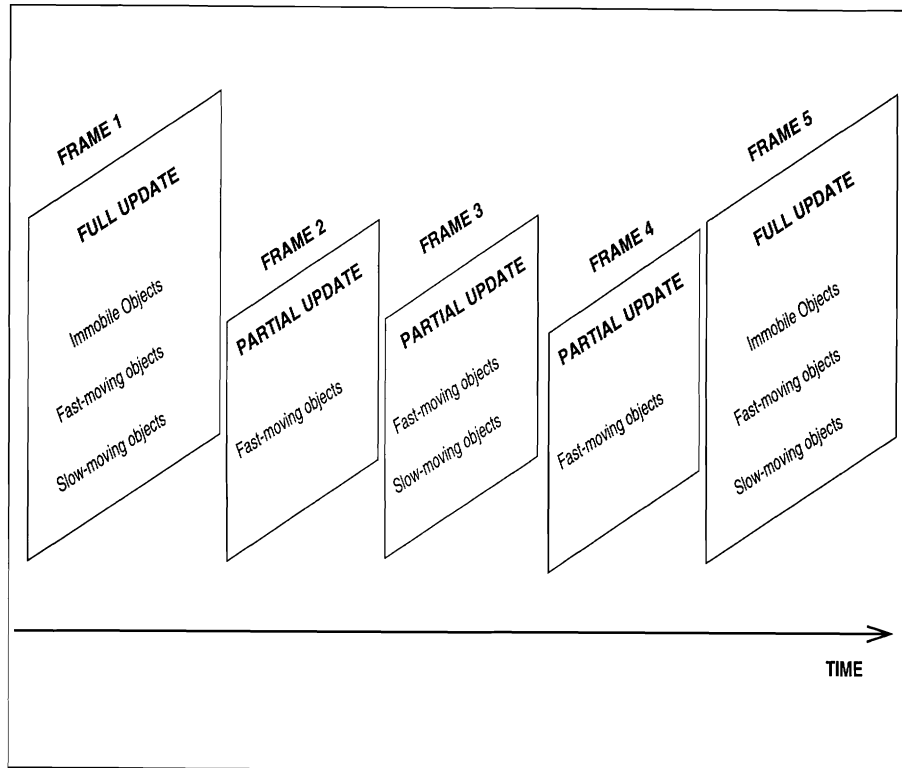 FRAME 1
FULL UPDATE
Immobile Objects
Fast-moving objects
Slow-moving objects
FRAME 2
PARTIAL UPDATE
Fast-moving objects
FRAME 3
PARTIAL UPDATE
Fast-moving objects
Slow-moving objects
FRAME 4
PARTIAL UPDATE
Fast-moving objects
FRAME 5
FULL UPDATE
Immobile Objects
Fast-moving objects
Slow-moving objects
TIME